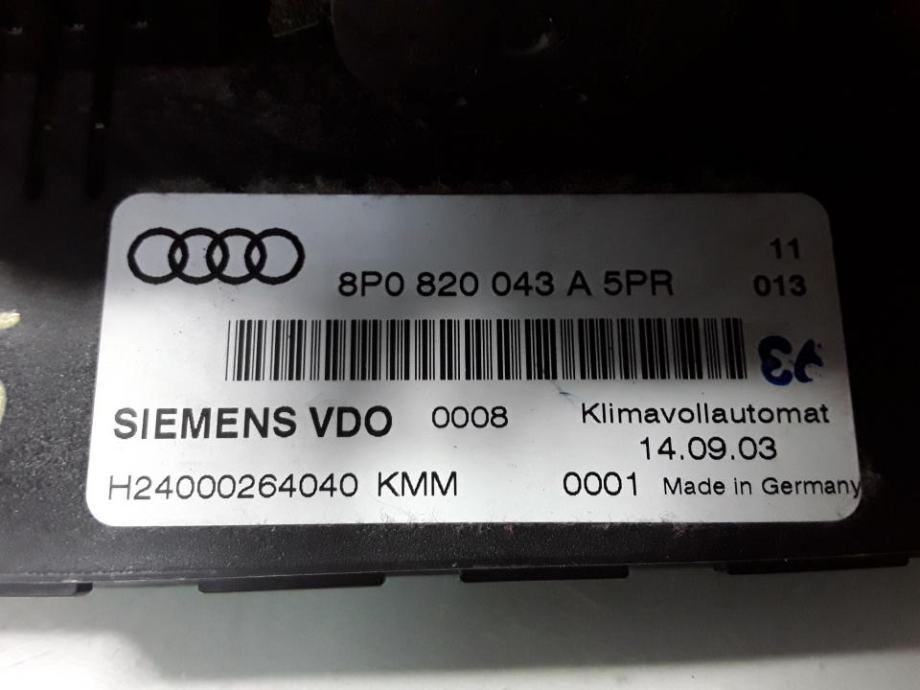 11
8P0 820 043 A 5PR 013
SIEMENS VDO 0008 Klimavollautomat
14.09.03
H24000264040 KMM 0001 Made in Germany